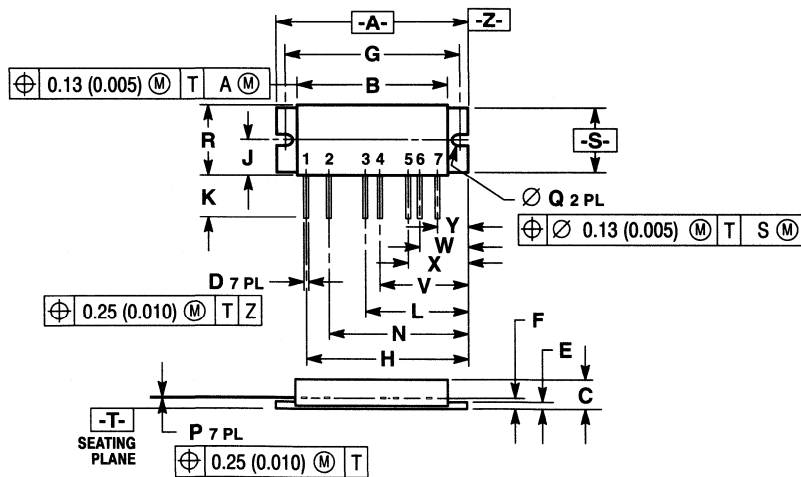 -A-
-Z-
G
⌖ 0.13 (0.005) Ⓜ T A Ⓜ
B
R
J
-S-
1 2 3 4 5 6 7
K
Ø Q 2 PL
Y
⌖ Ø 0.13 (0.005) Ⓜ T S Ⓜ
W
X
D 7 PL
V
⌖ 0.25 (0.010) Ⓜ T Z
L
F
N
E
H
C
-T-
SEATING
PLANE
P 7 PL
⌖ 0.25 (0.010) Ⓜ T